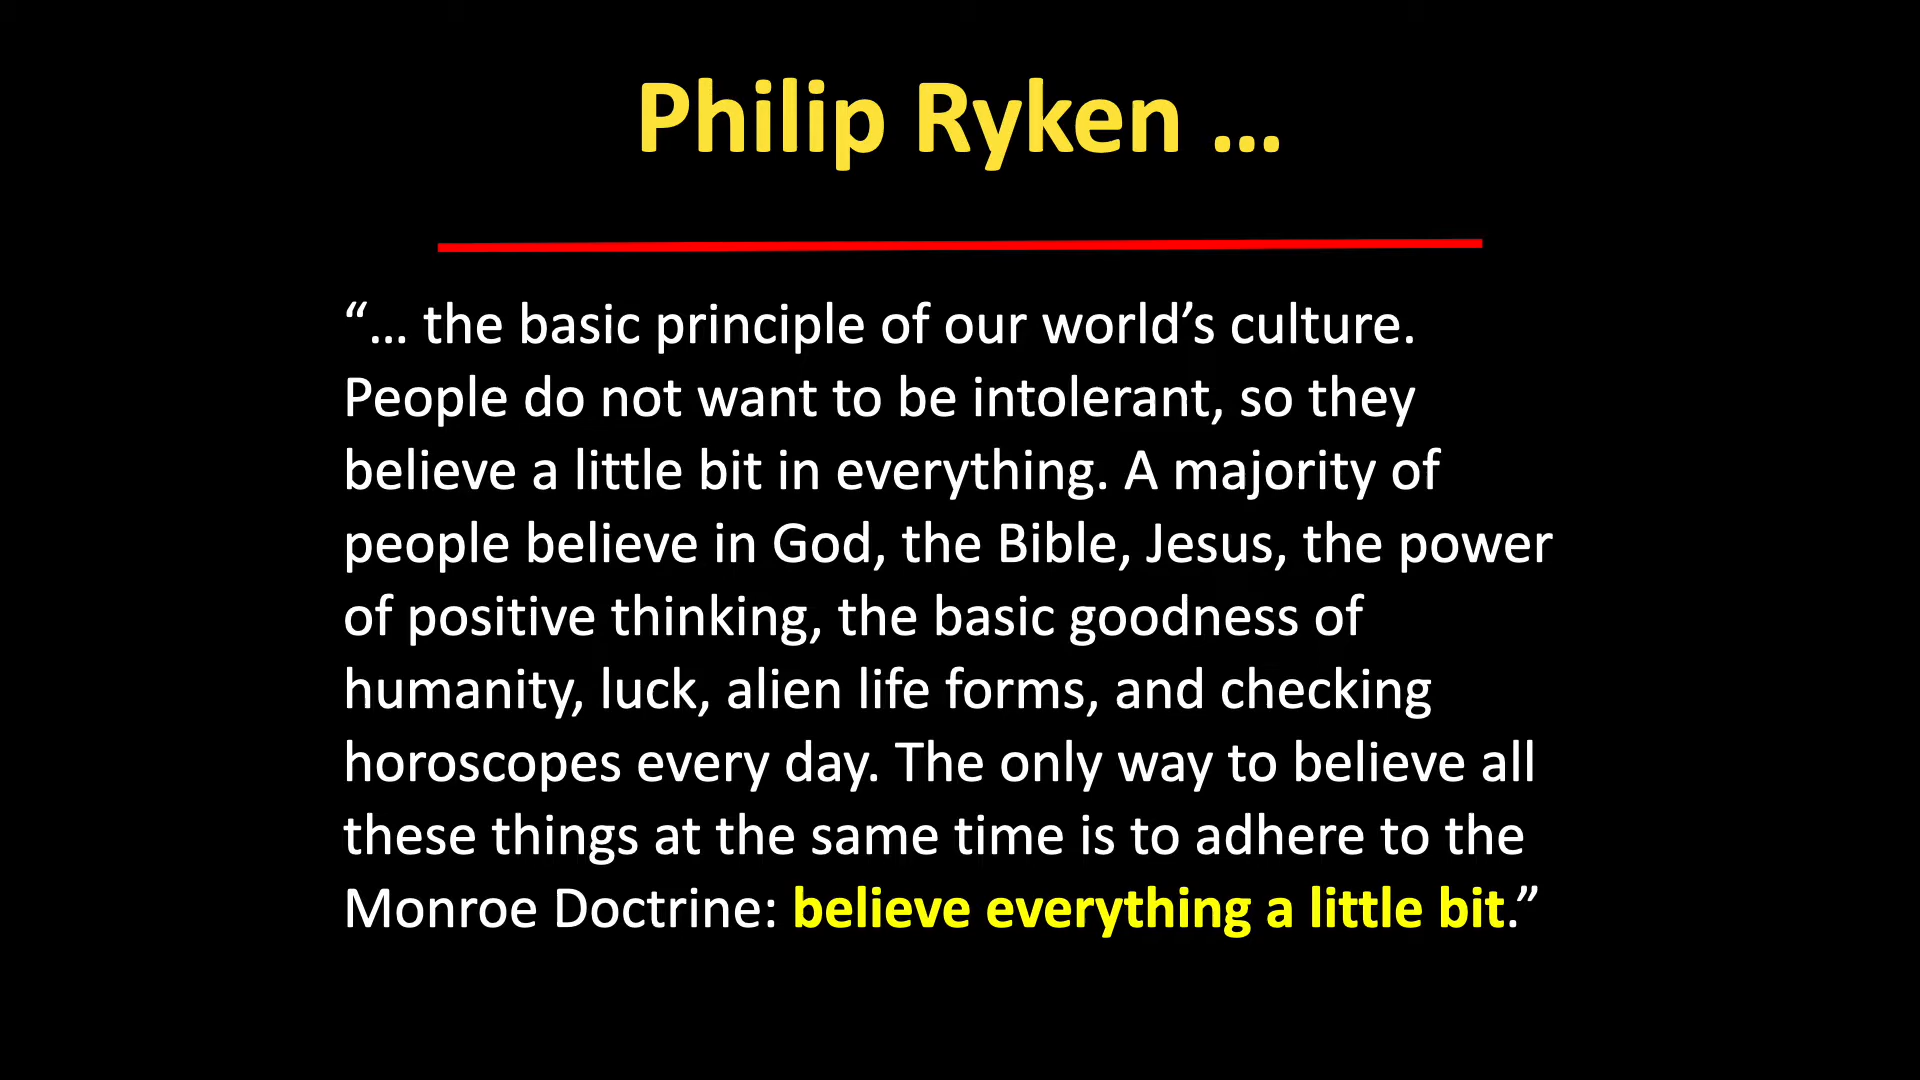 Philip Ryken ...
“... the basic principle of our world’s culture.
People do not want to be intolerant, so they
believe a little bit in everything. A majority of
people believe in God, the Bible, Jesus, the power
of positive thinking, the basic goodness of
humanity, luck, alien life forms, and checking
horoscopes every day. The only way to believe all
these things at the same time is to adhere to the
Monroe Doctrine: believe everything a little bit.”